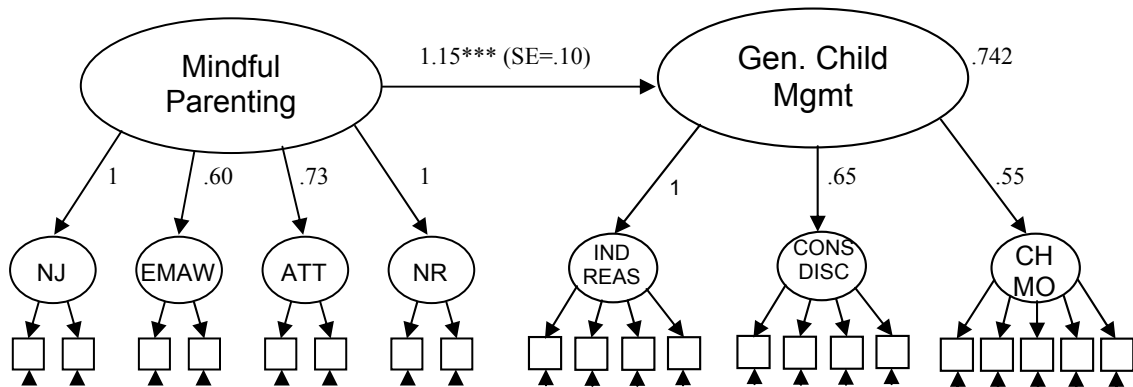 Mindful
Parenting
1.15*** (SE=.10)
Gen. Child
Mgmt
.742
1
.60
.73
1
1
.65
.55
NJ
EMAW
ATT
NR
IND
REAS
CONS
DISC
CH
MO